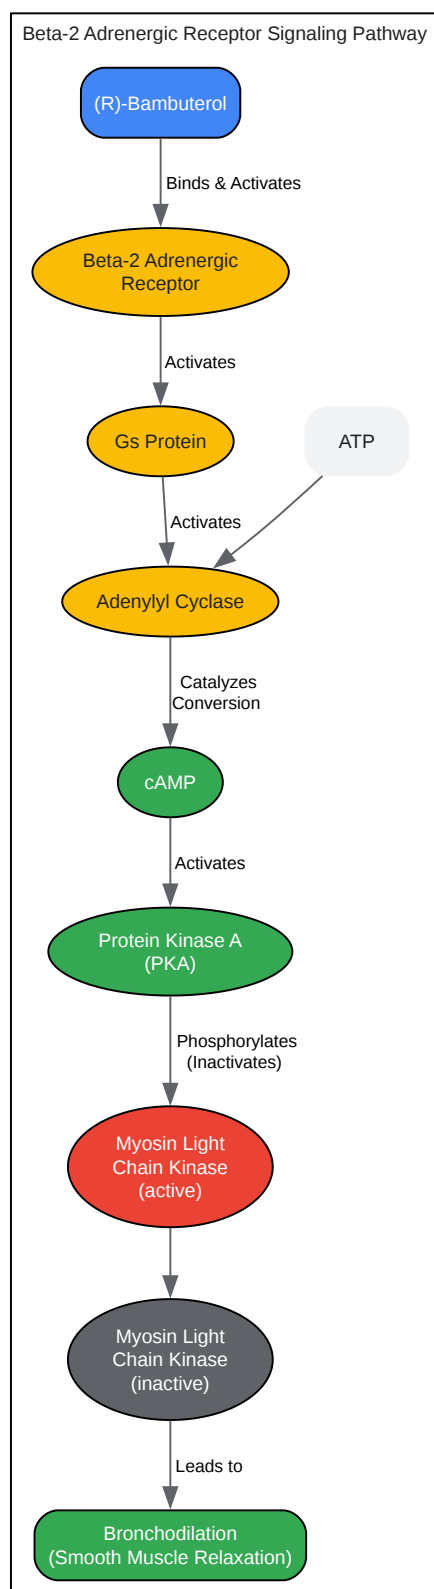 Beta-2 Adrenergic Receptor Signaling Pathway
(R)-Bambuterol
Binds & Activates
Beta-2 Adrenergic
Receptor
Activates
Gs Protein
ATP
Activates
Adenylyl Cyclase
Catalyzes
Conversion
cAMP
Activates
Protein Kinase A
(PKA)
Phosphorylates
(Inactivates)
Myosin Light
Chain Kinase
(active)
Myosin Light
Chain Kinase
(inactive)
Leads to
Bronchodilation
(Smooth Muscle Relaxation)